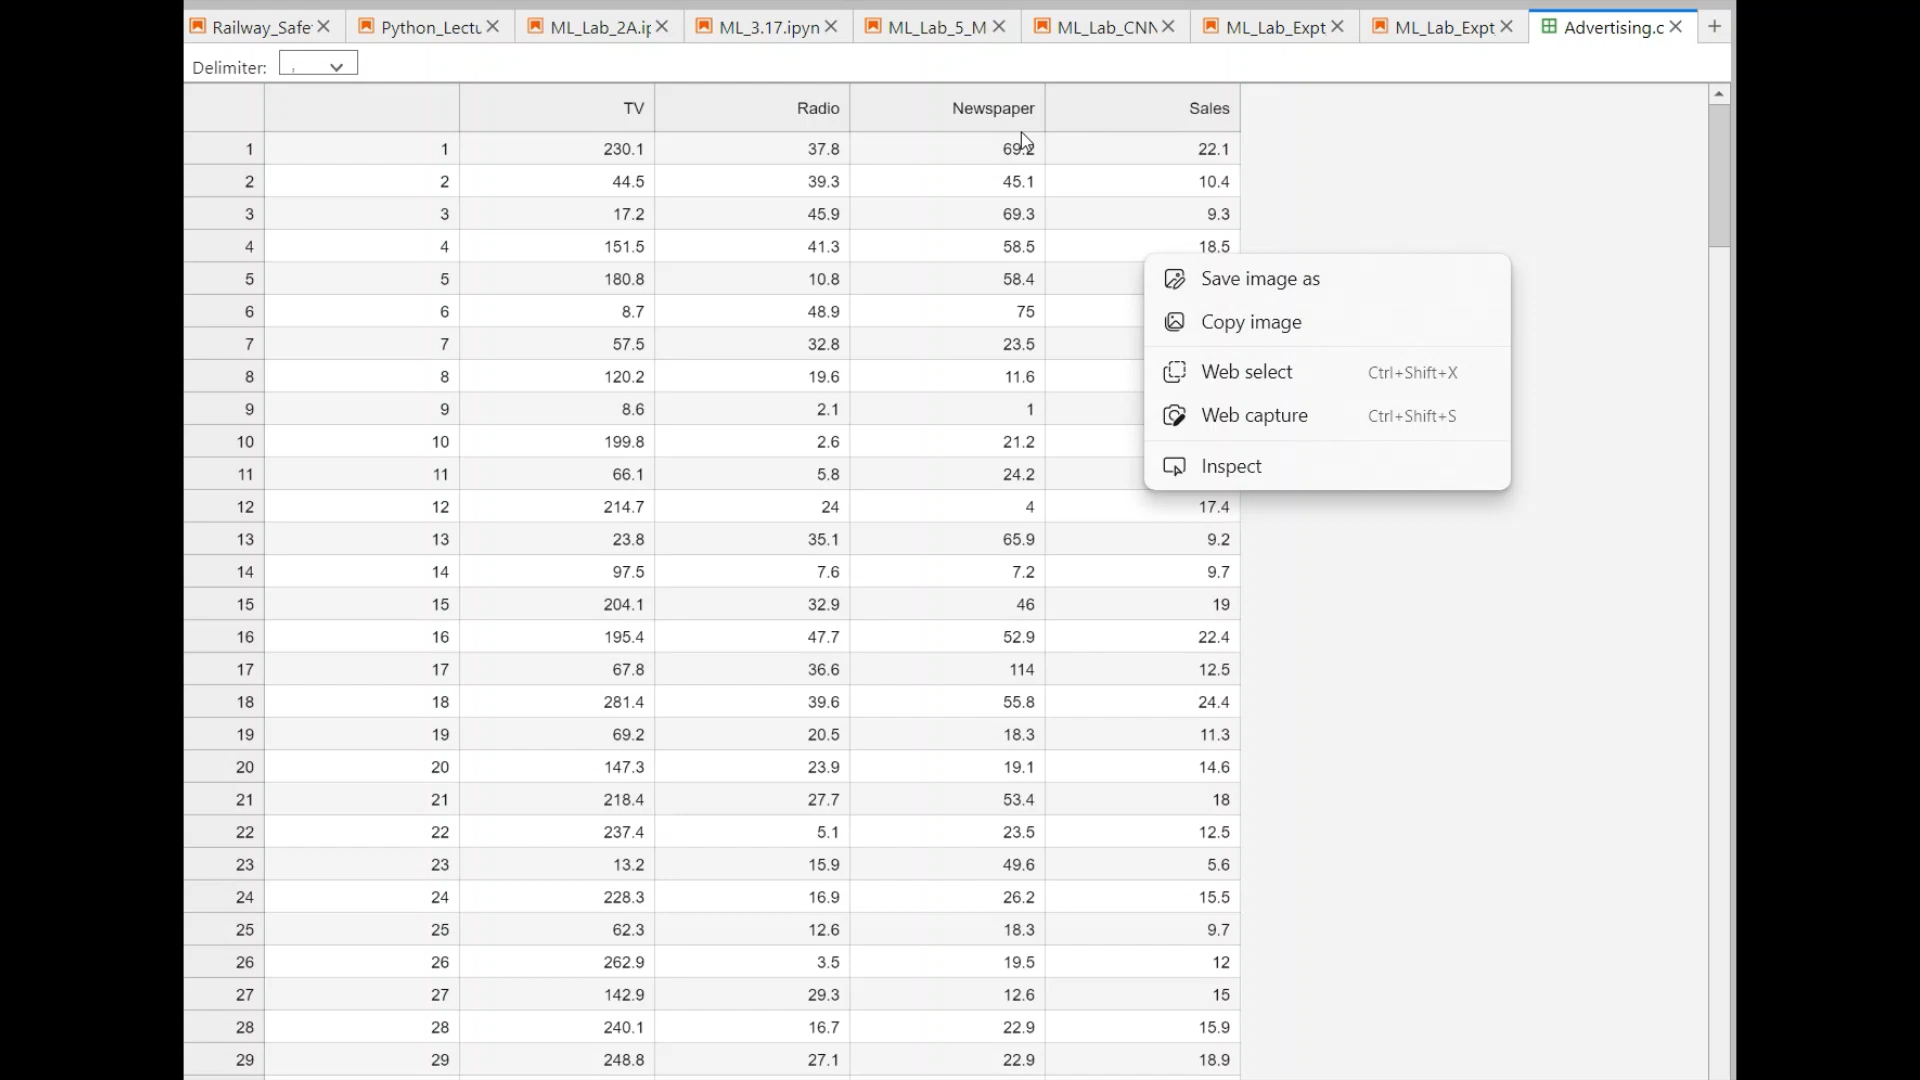 Railway_Safe Python_Lectu ML_Lab_2A.ip ML_3.17.ipyn ML_Lab_5_M ML_Lab_CNN ML_Lab_Expt ML_Lab_Expt Advertising.c
Delimiter: ,
TV Radio Newspaper Sales
1 1 230.1 37.8 69.2 22.1
2 2 44.5 39.3 45.1 10.4
3 3 17.2 45.9 69.3 9.3
4 4 151.5 41.3 58.5 18.5
5 5 180.8 10.8 58.4
Save image as
6 6 8.7 48.9 75
Copy image
7 7 57.5 32.8 23.5
8 8 120.2 19.6 11.6
Web select Ctrl+Shift+X
9 9 8.6 2.1 1
Web capture Ctrl+Shift+S
10 10 199.8 2.6 21.2
11 11 66.1 5.8 24.2
Inspect
12 12 214.7 24 4 17.4
13 13 23.8 35.1 65.9 9.2
14 14 97.5 7.6 7.2 9.7
15 15 204.1 32.9 46 19
16 16 195.4 47.7 52.9 22.4
17 17 67.8 36.6 114 12.5
18 18 281.4 39.6 55.8 24.4
19 19 69.2 20.5 18.3 11.3
20 20 147.3 23.9 19.1 14.6
21 21 218.4 27.7 53.4 18
22 22 237.4 5.1 23.5 12.5
23 23 13.2 15.9 49.6 5.6
24 24 228.3 16.9 26.2 15.5
25 25 62.3 12.6 18.3 9.7
26 26 262.9 3.5 19.5 12
27 27 142.9 29.3 12.6 15
28 28 240.1 16.7 22.9 15.9
29 29 248.8 27.1 22.9 18.9